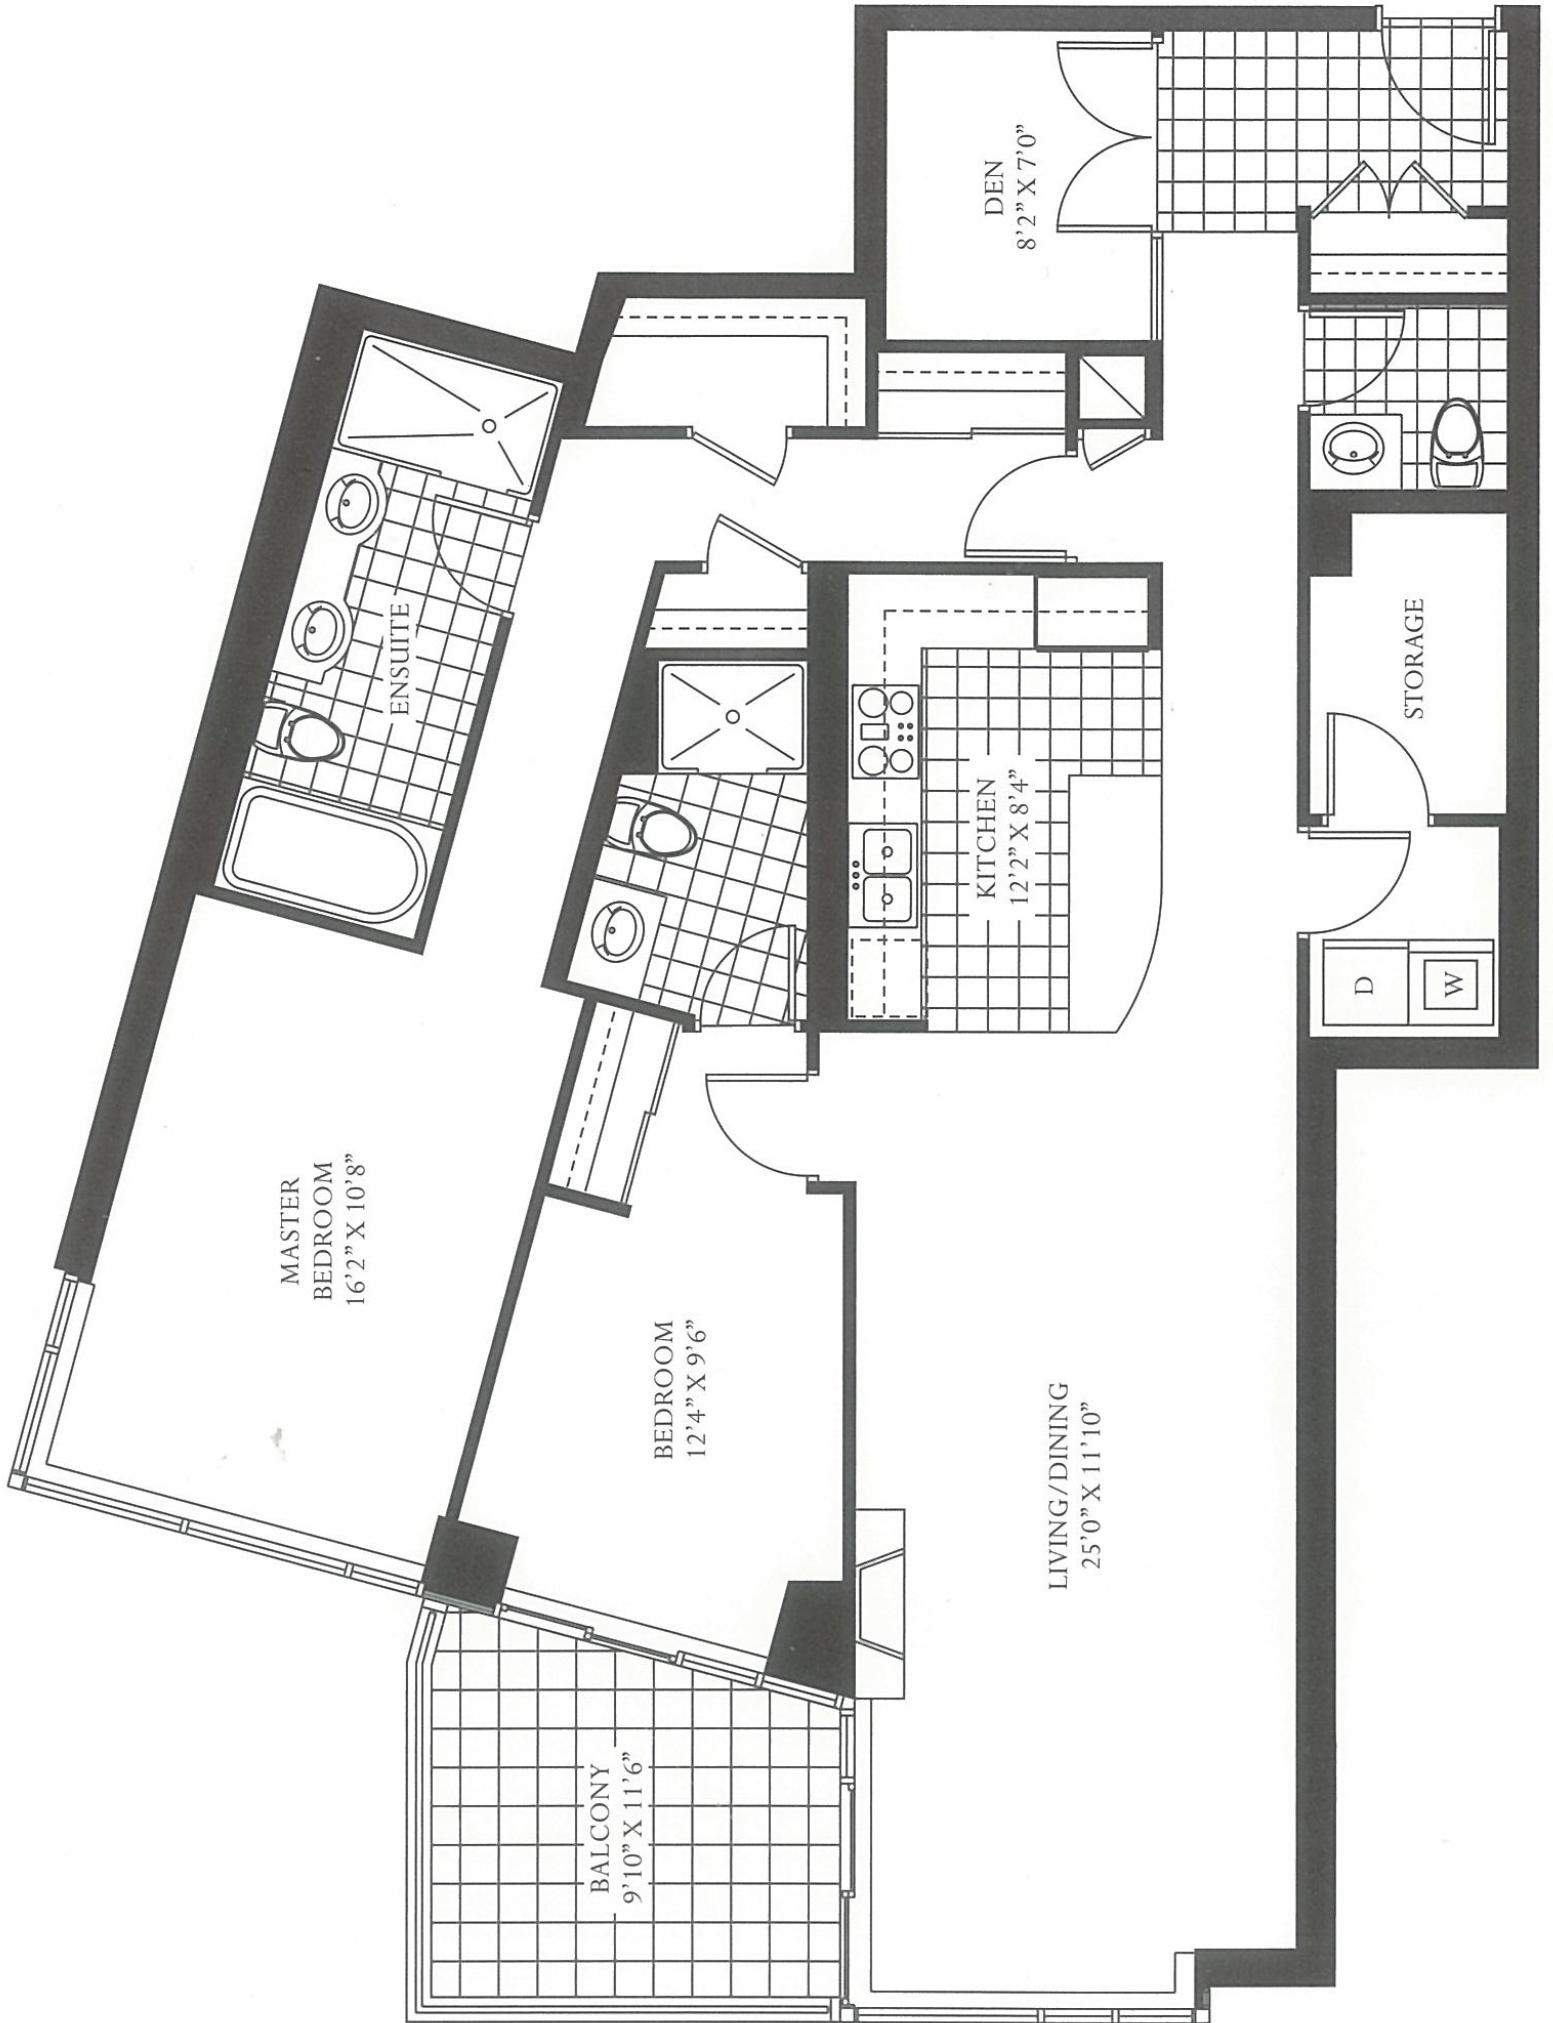 DEN
8’2” X 7’0”
ENSUITE
STORAGE
KITCHEN
12’2” X 8’4”
D
W
MASTER
BEDROOM
16’2” X 10’8”
BEDROOM
12’4” X 9’6”
LIVING/DINING
25’0” X 11’10”
BALCONY
9’10” X 11’6”